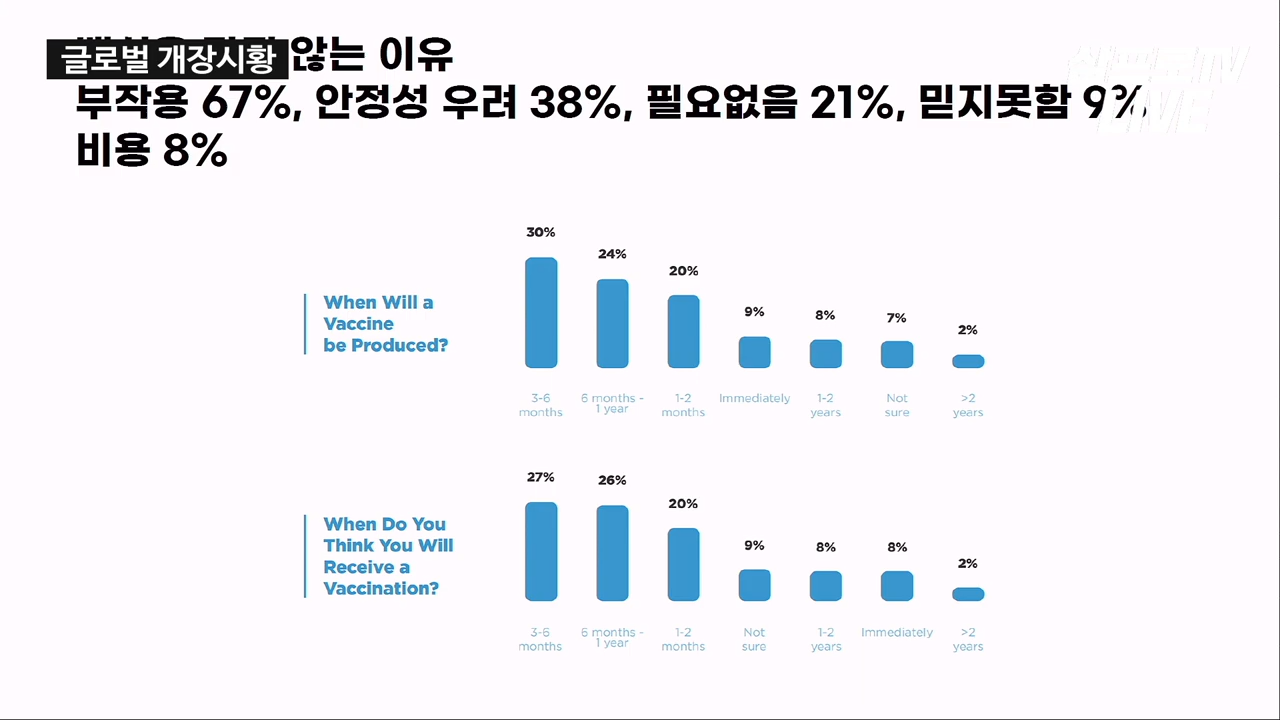 글로벌 개장시황
않는 이유
부작용 67%, 안정성 우려 38%, 필요없음 21%, 믿지못함 9%
비용 8%
30%
24%
20%
9%
8%
7%
2%
When Will a
Vaccine
be Produced?
3-6
months
6 months -
1 year
1-2
months
Immediately
1-2
years
Not
sure
>2
years
27%
26%
20%
9%
8%
8%
2%
When Do You
Think You Will
Receive a
Vaccination?
3-6
months
6 months -
1 year
1-2
months
Not
sure
1-2
years
Immediately
>2
years
LIVE